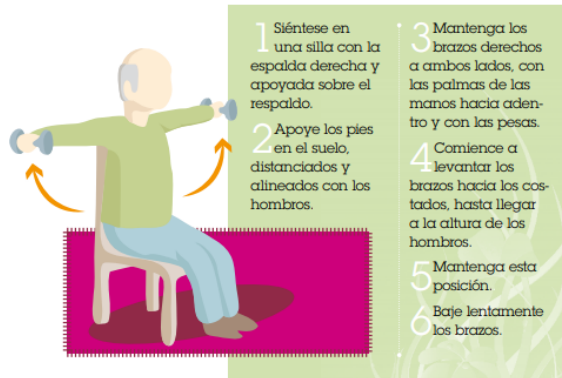 1 Siéntese en
una silla con la
espalda derecha y
apoyada sobre el
respaldo.
2 Apoye los pies
en el suelo,
distanciados y
alineados con los
hombros.
3 Mantenga los
brazos derechos
a ambos lados, con
las palmas de las
manos hacia aden-
tro y con las pesas.
4 Comience a
levantar los
brazos hacia los cos-
tados, hasta llegar
a la altura de los
hombros.
5 Mantenga esta
posición.
6 Baje lentamente
los brazos.